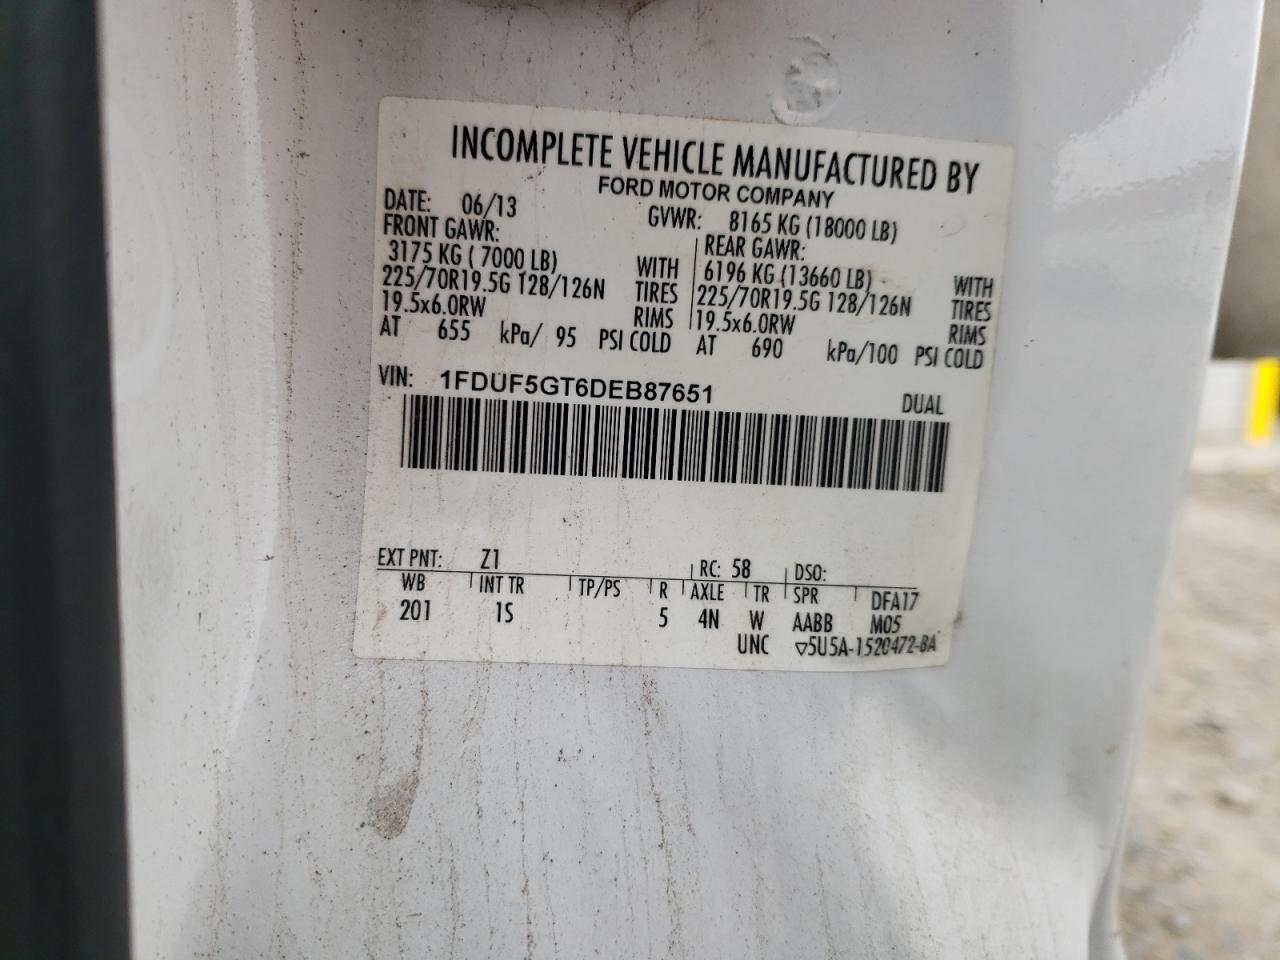 INCOMPLETE VEHICLE MANUFACTURED BY
FORD MOTOR COMPANY
DATE: 06/13 GVWR: 8165 KG (18000 LB)
FRONT GAWR: REAR GAWR:
3175 KG ( 7000 LB) WITH 6196 KG (13660 LB) WITH
225/70R19.5G 128/126N TIRES 225/70R19.5G 128/126N TIRES
19.5x6.0RW RIMS 19.5x6.0RW RIMS
AT 655 kPa/ 95 PSI COLD AT 690 kPa/100 PSI COLD
VIN: 1FDUF5GT6DEB87651 DUAL
EXT PNT: Z1 RC: 58 DSO:
WB INT TR TP/PS R AXLE TR SPR DFA17
201 1S 5 4N W AABB M05
UNC ▽5U5A-1520472-BA